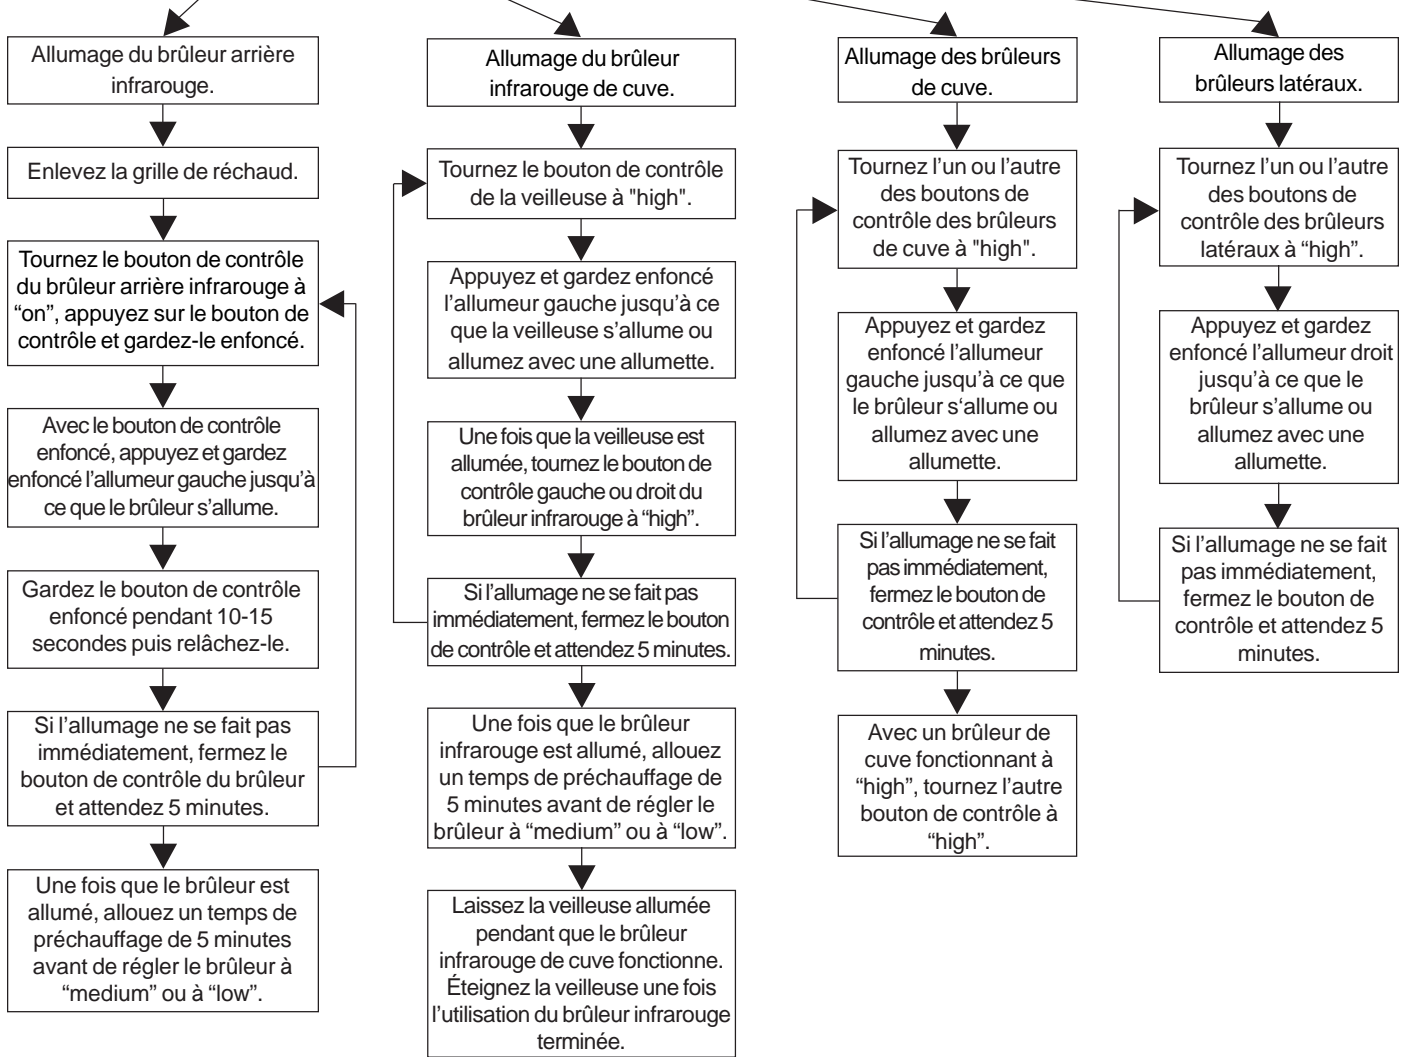 Allumage du brûleur arrière
infrarouge.
Enlevez la grille de réchaud.
Tournez le bouton de contrôle
du brûleur arrière infrarouge à
“on”, appuyez sur le bouton de
contrôle et gardez-le enfoncé.
Avec le bouton de contrôle
enfoncé, appuyez et gardez
enfoncé l’allumeur gauche jusqu’à
ce que le brûleur s’allume.
Gardez le bouton de contrôle
enfoncé pendant 10-15
secondes puis relâchez-le.
Si l’allumage ne se fait pas
immédiatement, fermez le
bouton de contrôle du brûleur
et attendez 5 minutes.
Une fois que le brûleur est
allumé, allouez un temps de
préchauffage de 5 minutes
avant de régler le brûleur à
“medium” ou à “low”.
Allumage du brûleur
infrarouge de cuve.
Tournez le bouton de contrôle
de la veilleuse à "high".
Appuyez et gardez enfoncé
l’allumeur gauche jusqu’à ce
que la veilleuse s’allume ou
allumez avec une allumette.
Une fois que la veilleuse est
allumée, tournez le bouton de
contrôle gauche ou droit du
brûleur infrarouge à “high”.
Si l’allumage ne se fait pas
immédiatement, fermez le bouton
de contrôle et attendez 5 minutes.
Une fois que le brûleur
infrarouge est allumé, allouez
un temps de préchauffage de
5 minutes avant de régler le
brûleur à “medium” ou à “low”.
Laissez la veilleuse allumée
pendant que le brûleur
infrarouge de cuve fonctionne.
Éteignez la veilleuse une fois
l’utilisation du brûleur infrarouge
terminée.
Allumage des brûleurs
de cuve.
Tournez l’un ou l’autre
des boutons de
contrôle des brûleurs
de cuve à "high".
Appuyez et gardez
enfoncé l’allumeur
gauche jusqu’à ce que
le brûleur s‘allume ou
allumez avec une
allumette.
Si l’allumage ne se fait
pas immédiatement,
fermez le bouton de
contrôle et attendez 5
minutes.
Avec un brûleur de
cuve fonctionnant à
“high”, tournez l’autre
bouton de contrôle à
“high”.
Allumage des
brûleurs latéraux.
Tournez l’un ou l’autre
des boutons de
contrôle des brûleurs
latéraux à “high”.
Appuyez et gardez
enfoncé l’allumeur droit
jusqu’à ce que le
brûleur s’allume ou
allumez avec une
allumette.
Si l’allumage ne se fait
pas immédiatement,
fermez le bouton de
contrôle et attendez 5
minutes.